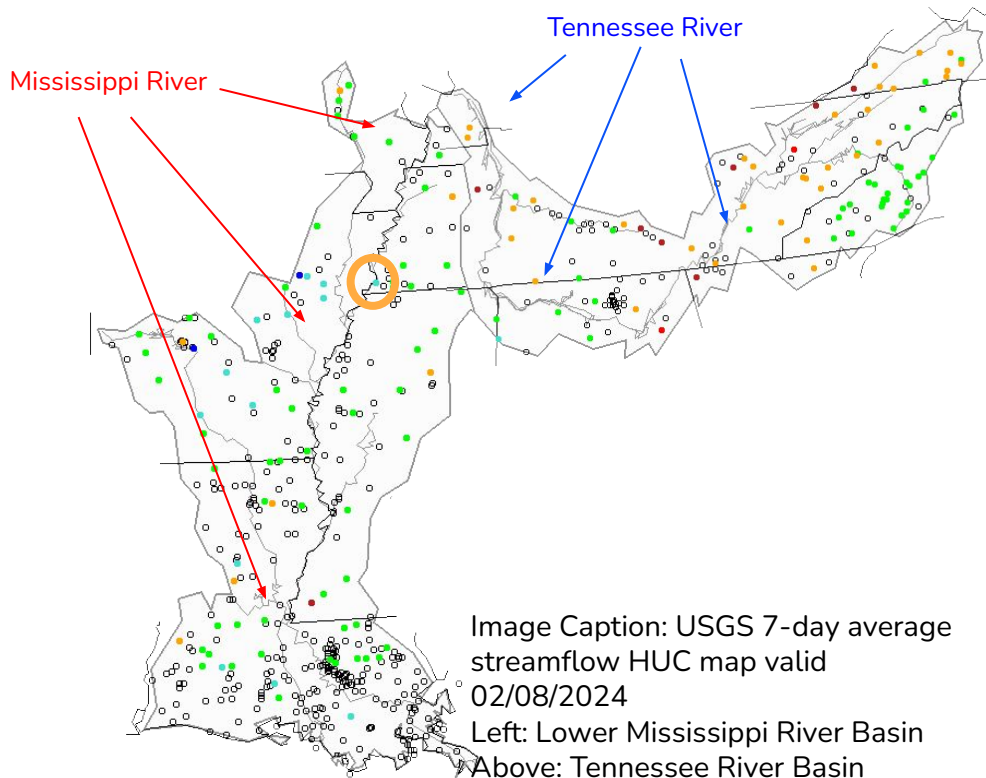 Tennessee River
Mississippi River
Image Caption: USGS 7-day average
streamflow HUC map valid
02/08/2024
Left: Lower Mississippi River Basin
Above: Tennessee River Basin